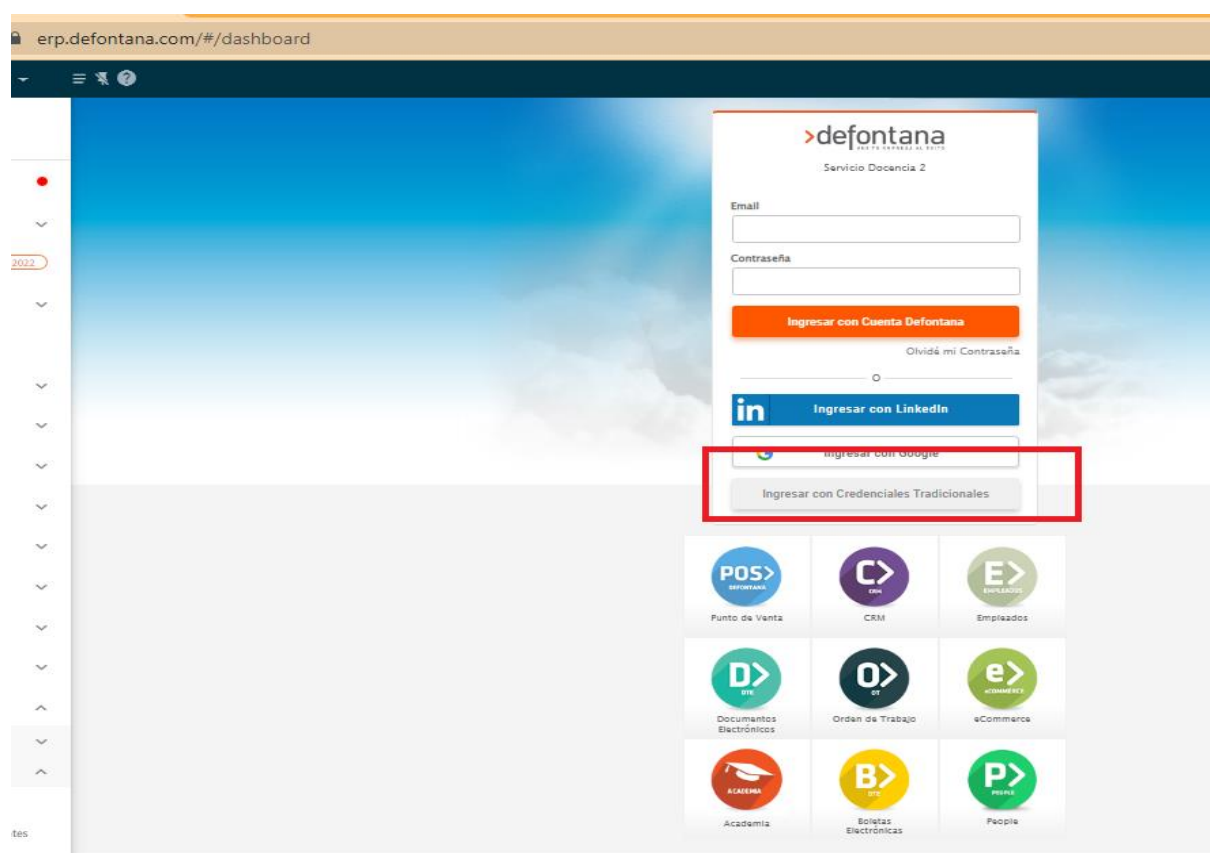 erp.defontana.com/#/dashboard
>defontana
Servicio Docencia 2
Email
Contraseña
Ingresar con Cuenta Defontana
Olvidé mi Contraseña
O
in Ingresar con LinkedIn
Ingresar con Google
Ingresar con Credenciales Tradicionales
2022
POS>
DEFONTANA
Punto de Venta
C>
CRM
CRM
E>
EMPLEADOS
Empleados
D>
DTE
Documentos
Electrónicos
O>
OT
Orden de Trabajo
e>
eCOMMERCE
eCommerce
ACADEMIA
Academia
B>
DTE
Boletas
Electrónicas
P>
PEOPLE
People
tes